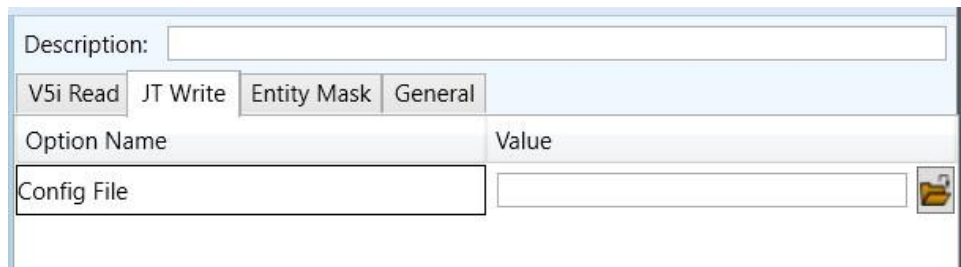 Description:
V5i Read JT Write Entity Mask General
Option Name Value
Config File